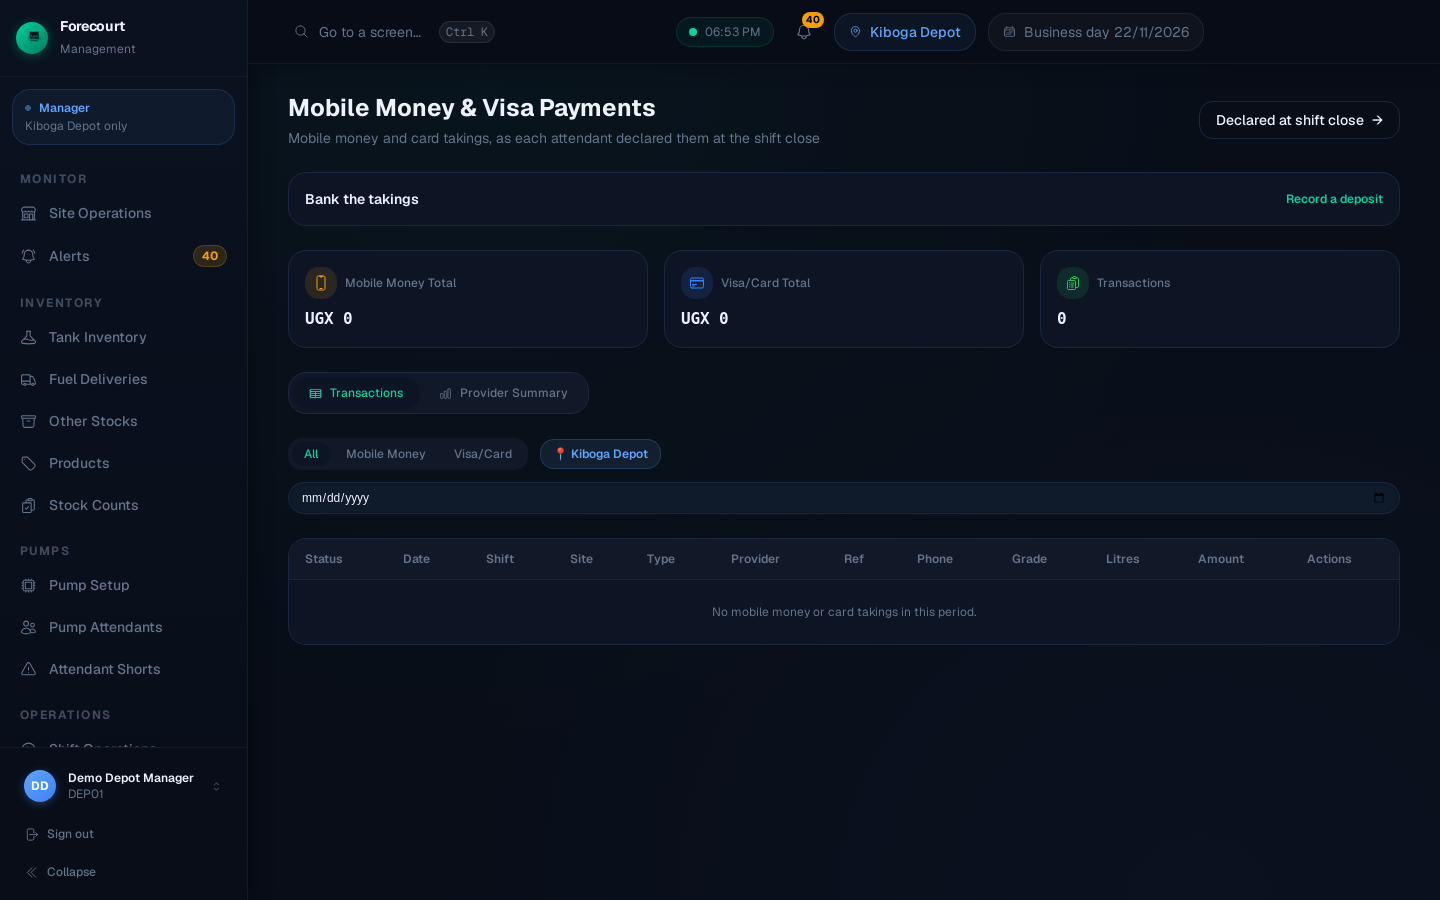 Forecourt
Management
Manager
Kiboga Depot only
MONITOR
Site Operations
Alerts 40
INVENTORY
Tank Inventory
Fuel Deliveries
Other Stocks
Products
Stock Counts
PUMPS
Pump Setup
Pump Attendants
Attendant Shorts
OPERATIONS
Shift Operations
DD Demo Depot Manager
DEP01
Sign out
Collapse
Go to a screen... Ctrl K
06:53 PM
40
Kiboga Depot
Business day 22/11/2026
Mobile Money & Visa Payments
Mobile money and card takings, as each attendant declared them at the shift close
Declared at shift close →
Bank the takings
Record a deposit
Mobile Money Total
UGX 0
Visa/Card Total
UGX 0
Transactions
0
Transactions Provider Summary
All Mobile Money Visa/Card Kiboga Depot
mm/dd/yyyy
Status Date Shift Site Type Provider Ref Phone Grade Litres Amount Actions
No mobile money or card takings in this period.